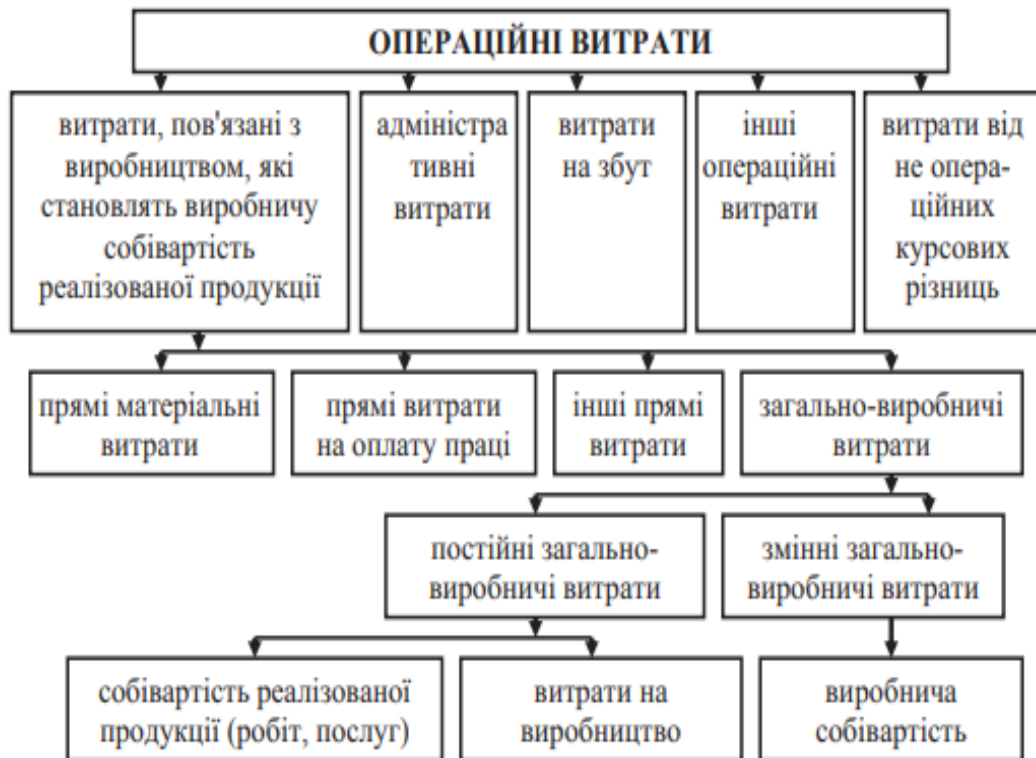 ОПЕРАЦІЙНІ ВИТРАТИ
витрати, пов'язані з
виробництвом, які
становлять виробничу
собівартість
реалізованої продукції
адміністра
тивні
витрати
витрати
на збут
інші
операційні
витрати
витрати від
не опера-
ційних
курсових
різниць
прямі матеріальні
витрати
прямі витрати
на оплату праці
інші прямі
витрати
загально-виробничі
витрати
постійні загально-
виробничі витрати
змінні загально-
виробничі витрати
собівартість реалізованої
продукції (робіт, послуг)
витрати на
виробництво
виробнича
собівартість